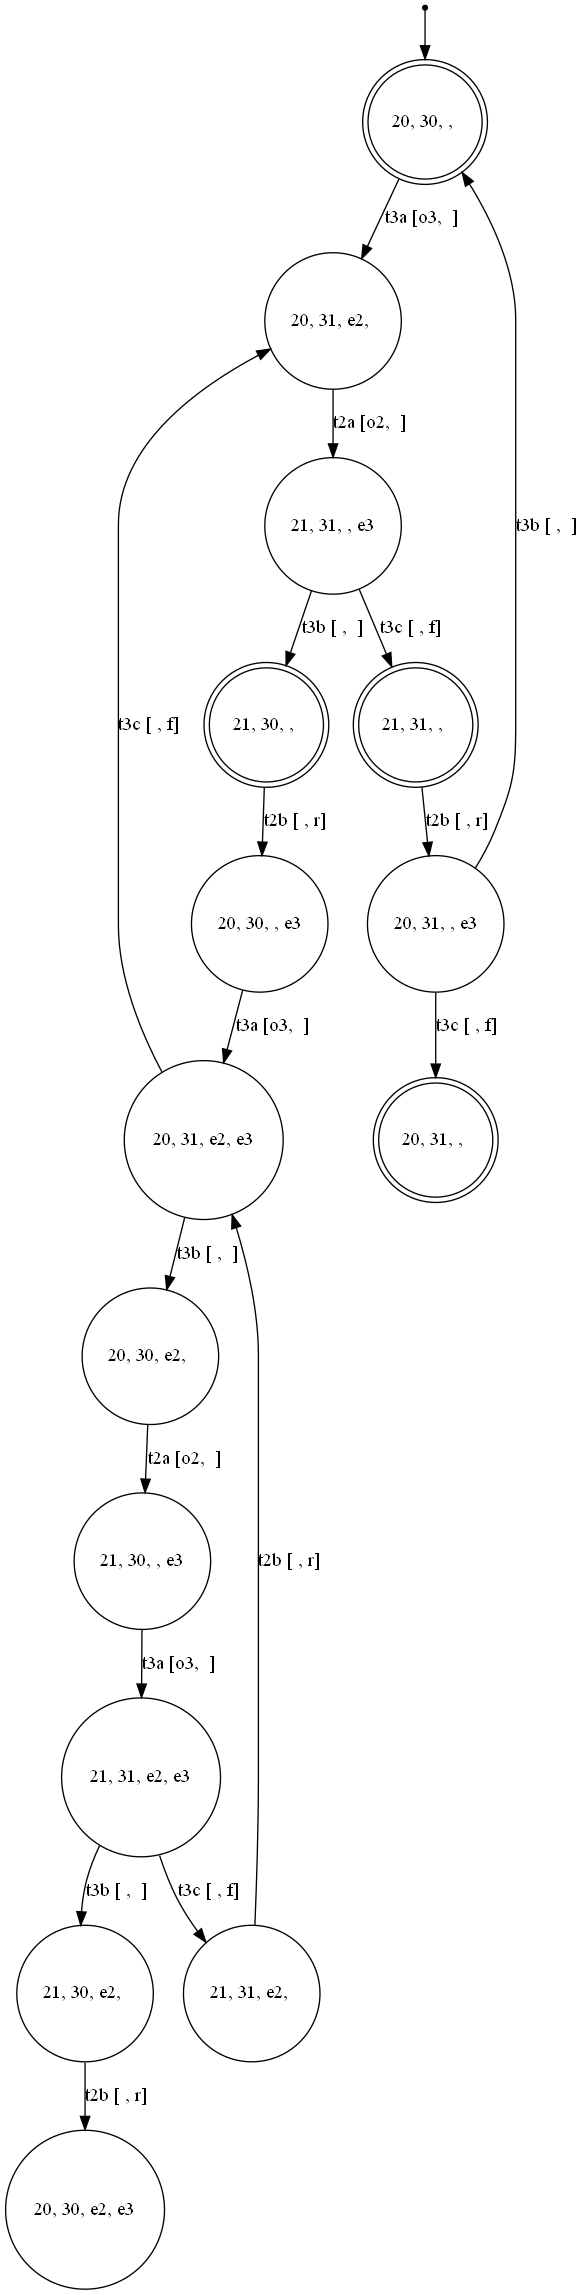 20, 30, ,
t3a [o3,  ]
20, 31, e2,
t2a [o2,  ]
21, 31, , e3
t3b [ ,  ]
t3b [ ,  ]
t3c [ , f]
t3c [ , f]
21, 30, ,
21, 31, ,
t2b [ , r]
t2b [ , r]
20, 30, , e3
20, 31, , e3
t3a [o3,  ]
t3c [ , f]
20, 31, e2, e3
20, 31, ,
t3b [ ,  ]
20, 30, e2,
t2a [o2,  ]
21, 30, , e3
t2b [ , r]
t3a [o3,  ]
21, 31, e2, e3
t3b [ ,  ]
t3c [ , f]
21, 30, e2,
21, 31, e2,
t2b [ , r]
20, 30, e2, e3